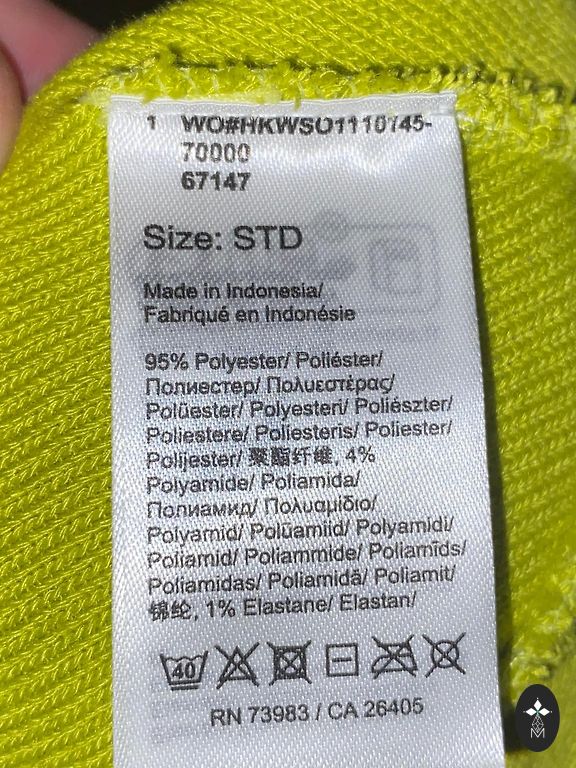 1 WO#HKWSO1110745-
70000
67147
Size: STD
Made in Indonesia/
Fabriqué en Indonésie
95% Polyester/ Poliéster/
Полиестер/ Πολυεστέρας/
Polüester/ Polyesteri/ Poliészter/
Poliestere/ Poliesteris/ Poliester/
Polijester/ 聚酯纤维, 4%
Polyamide/ Poliamida/
Полиамид/ Πολυαμίδιο/
Polyamid/ Polüamiid/ Polyamidi/
Poliamid/ Poliammide/ Poliamīds/
Poliamidas/ Poliamidă/ Poliamit/
锦纶, 1% Elastane/ Elastan/
40
RN 73983 / CA 26405
M